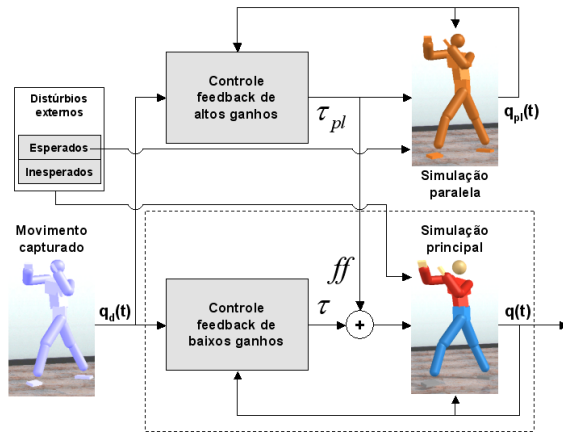 Controle
feedback de
altos ganhos
τpl
qpl(t)
Distúrbios
externos
Esperados
Inesperados
Simulação
paralela
Movimento
capturado
Simulação
principal
ff
qd(t)
Controle
feedback de
baixos ganhos
τ
+
q(t)